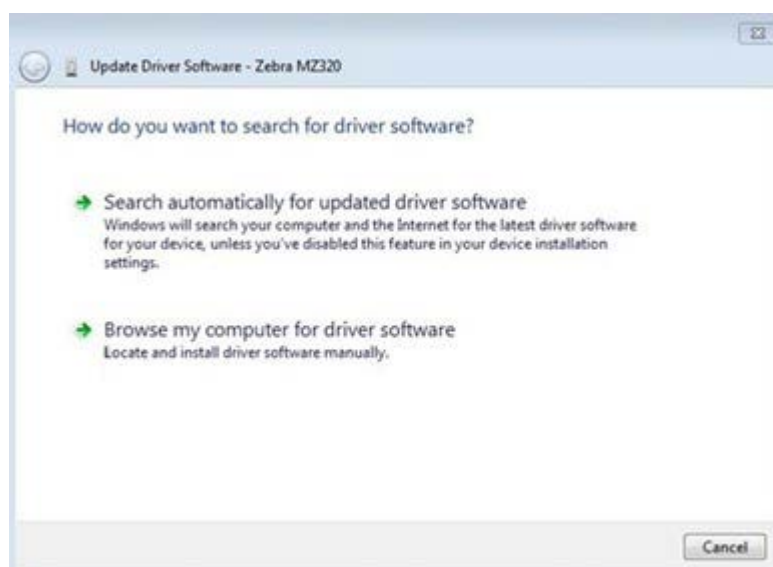 Update Driver Software - Zebra MZ320
How do you want to search for driver software?
Search automatically for updated driver software
Windows will search your computer and the Internet for the latest driver software
for your device, unless you've disabled this feature in your device installation
settings.
Browse my computer for driver software
Locate and install driver software manually.
Cancel